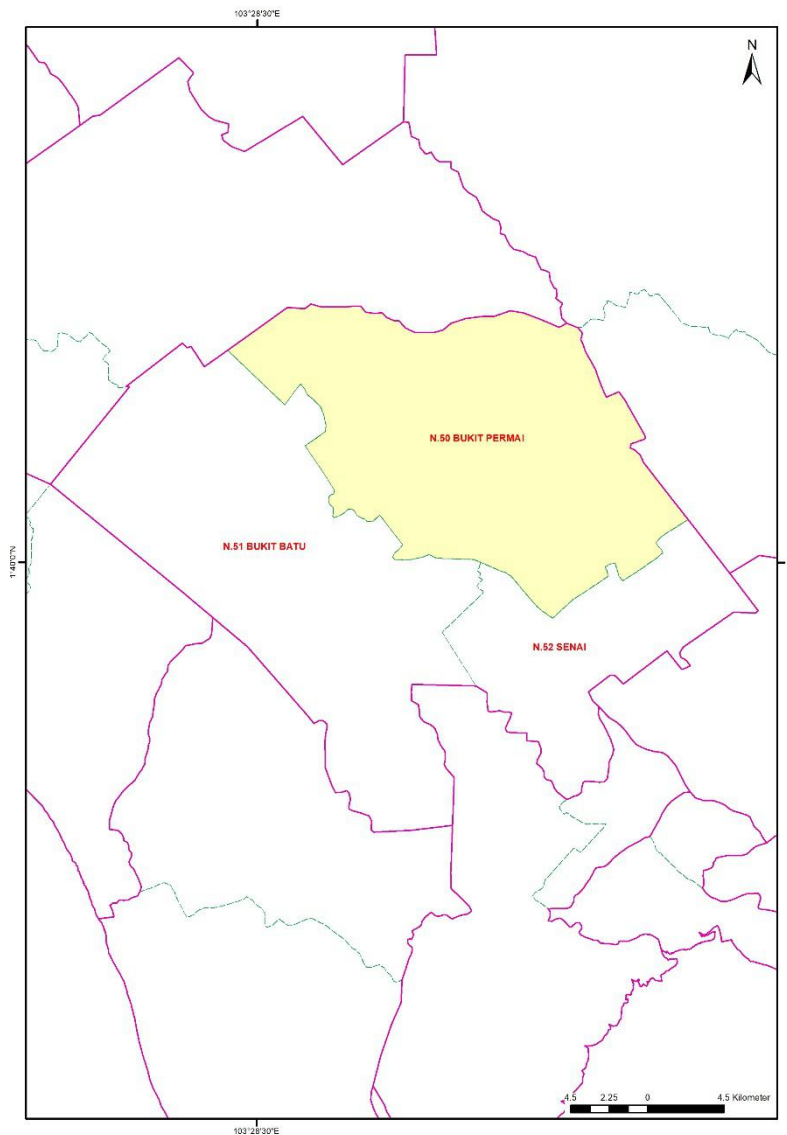 103°28'30"E
N
N.50 BUKIT PERMAI
N.51 BUKIT BATU
1°40'0"N
N.52 SENAI
4.5 2.25 0 4.5 Kilometer
103°28'30"E